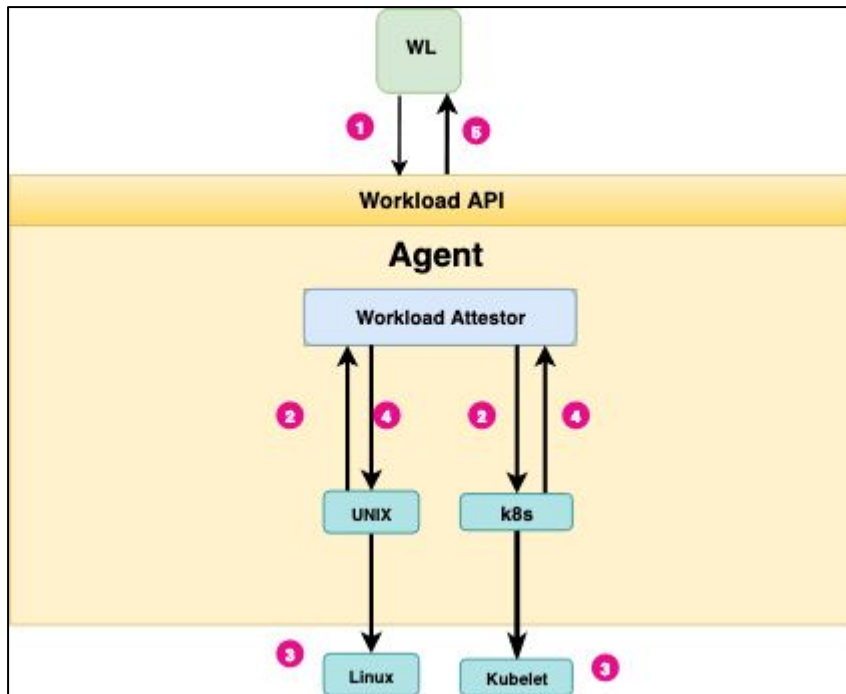 WL
1
5
Workload API
Agent
Workload Attestor
2
4
2
4
UNIX
k8s
3
Linux
Kubelet
3